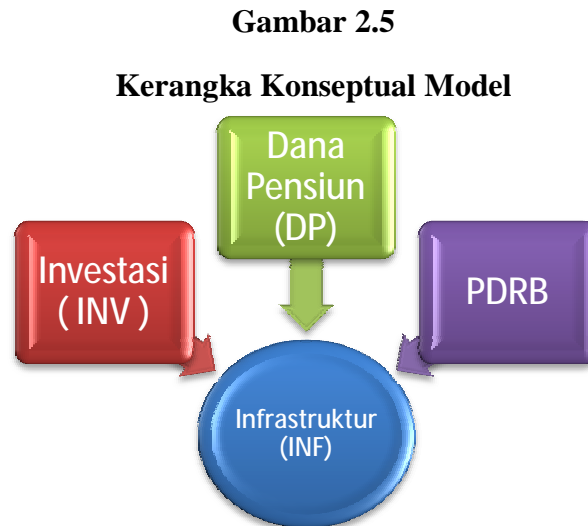 Gambar 2.5
Kerangka Konseptual Model
Dana
Pensiun
(DP)
Investasi
( INV )
PDRB
Infrastruktur
(INF)